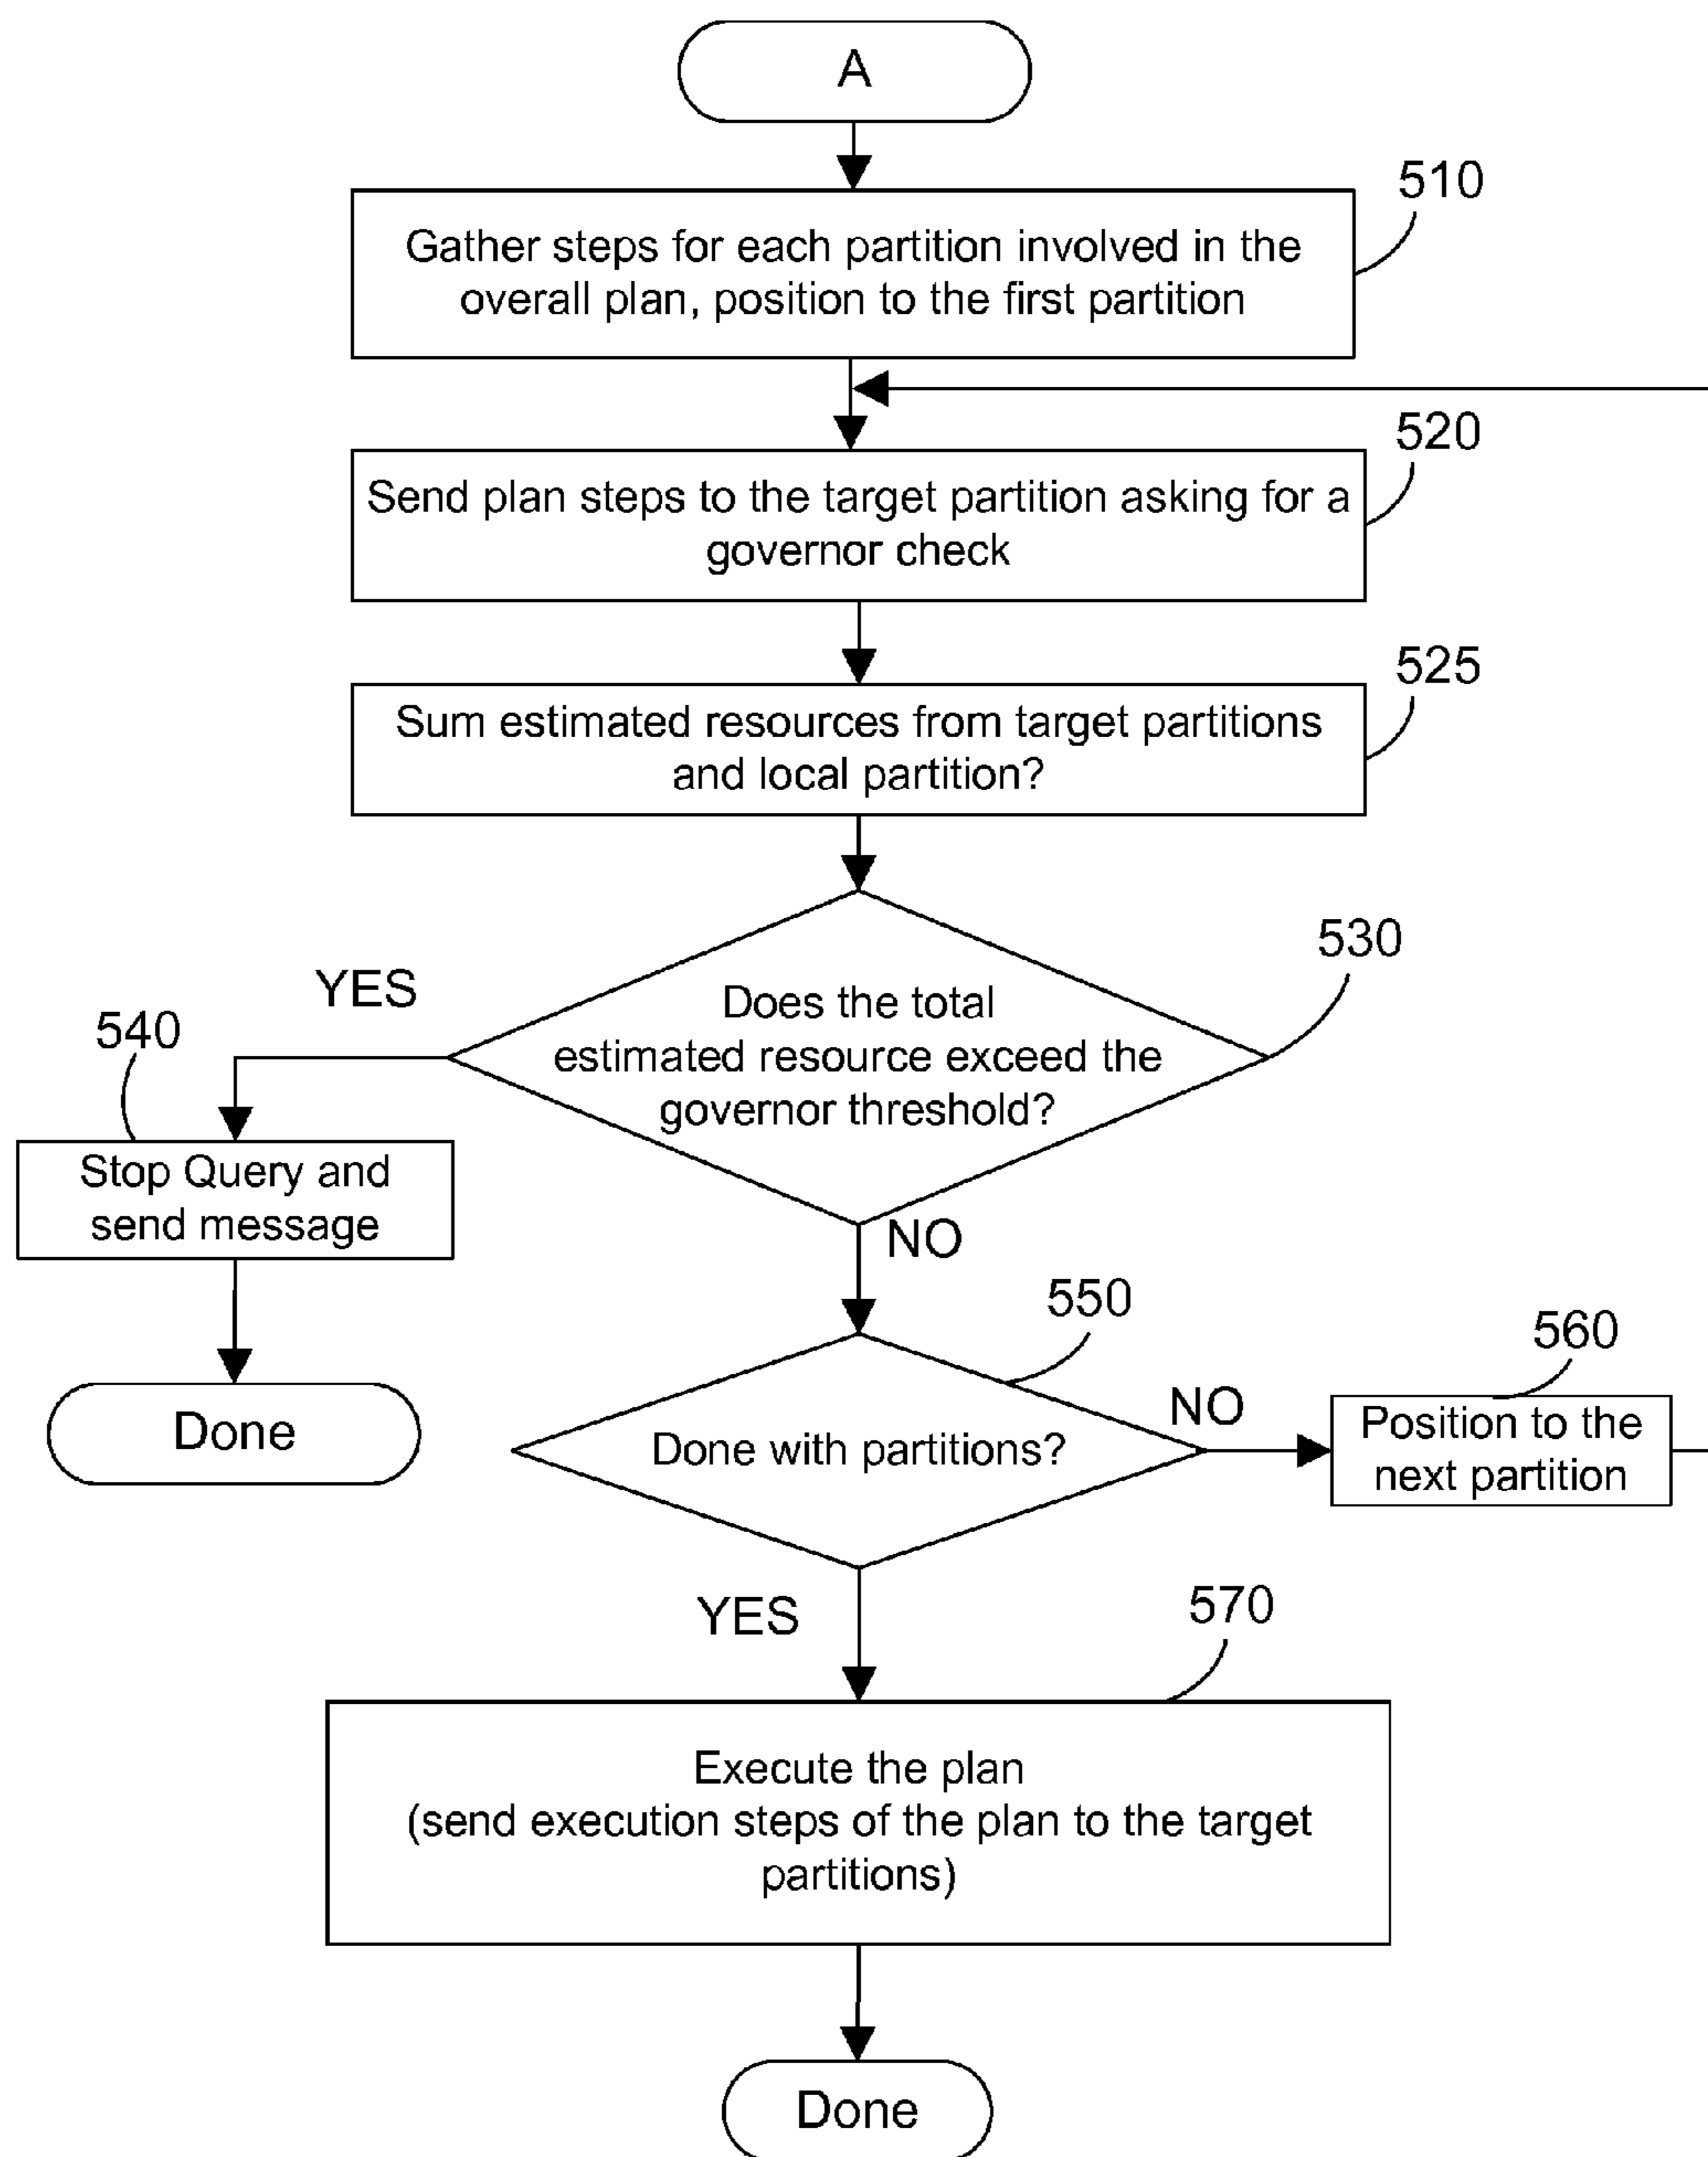 A
510
Gather steps for each partition involved in the
overall plan, position to the first partition
520
Send plan steps to the target partition asking for a
governor check
525
Sum estimated resources from target partitions
and local partition?
530
YES
Does the total
estimated resource exceed the
governor threshold?
540
Stop Query and
send message
NO
550
560
Done
Done with partitions?
NO
Position to the
next partition
YES
570
Execute the plan
(send execution steps of the plan to the target
partitions)
Done